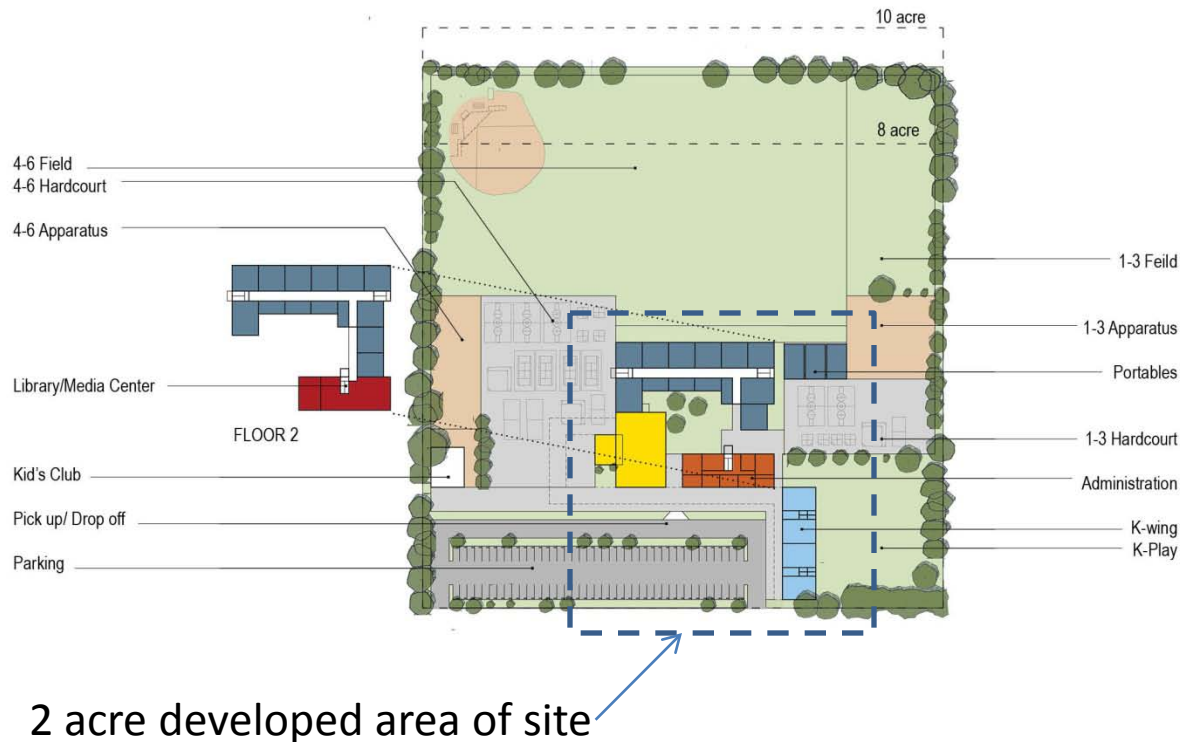 10 acre
8 acre
4-6 Field
4-6 Hardcourt
4-6 Apparatus
Library/Media Center
FLOOR 2
Kid's Club
Pick up/ Drop off
Parking
1-3 Feild
1-3 Apparatus
Portables
1-3 Hardcourt
Administration
K-wing
K-Play
2 acre developed area of site